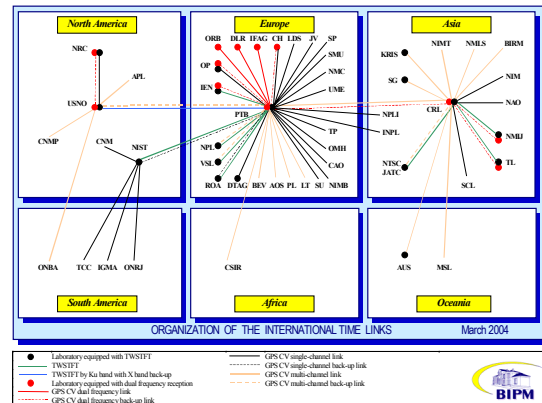 North America
Europe
Asia
NRC
APL
USNO
CNMP
CNM
NIST
ORB
DLR
IFAG
CH
LDS
JV
SP
SMU
NMC
UME
OP
IEN
PTB
NPLI
INPL
TP
OMH
CAO
NPL
VSL
ROA
DTAG
BEV
AOS
PL
LT
SU
NIMB
KRIS
NIMT
NMLS
BIRM
SG
NIM
NAO
CRL
NMIJ
TL
NTSC
JATC
SCL
ONBA
TCC
IGMA
ONRJ
CSIR
AUS
MSL
South America
Africa
Oceania
ORGANIZATION OF THE INTERNATIONAL TIME LINKS
March 2004
Laboratory equipped with TWSTFT
TWSTFT
TWSTFT by Ku band with X band back-up
Laboratory equipped with dual frequency reception
GPS CV dual frequency link
GPS CV dual frequency back-up link
GPS CV single-channel link
GPS CV single-channel back-up link
GPS CV multi-channel link
GPS CV multi-channel back-up link
BIPM